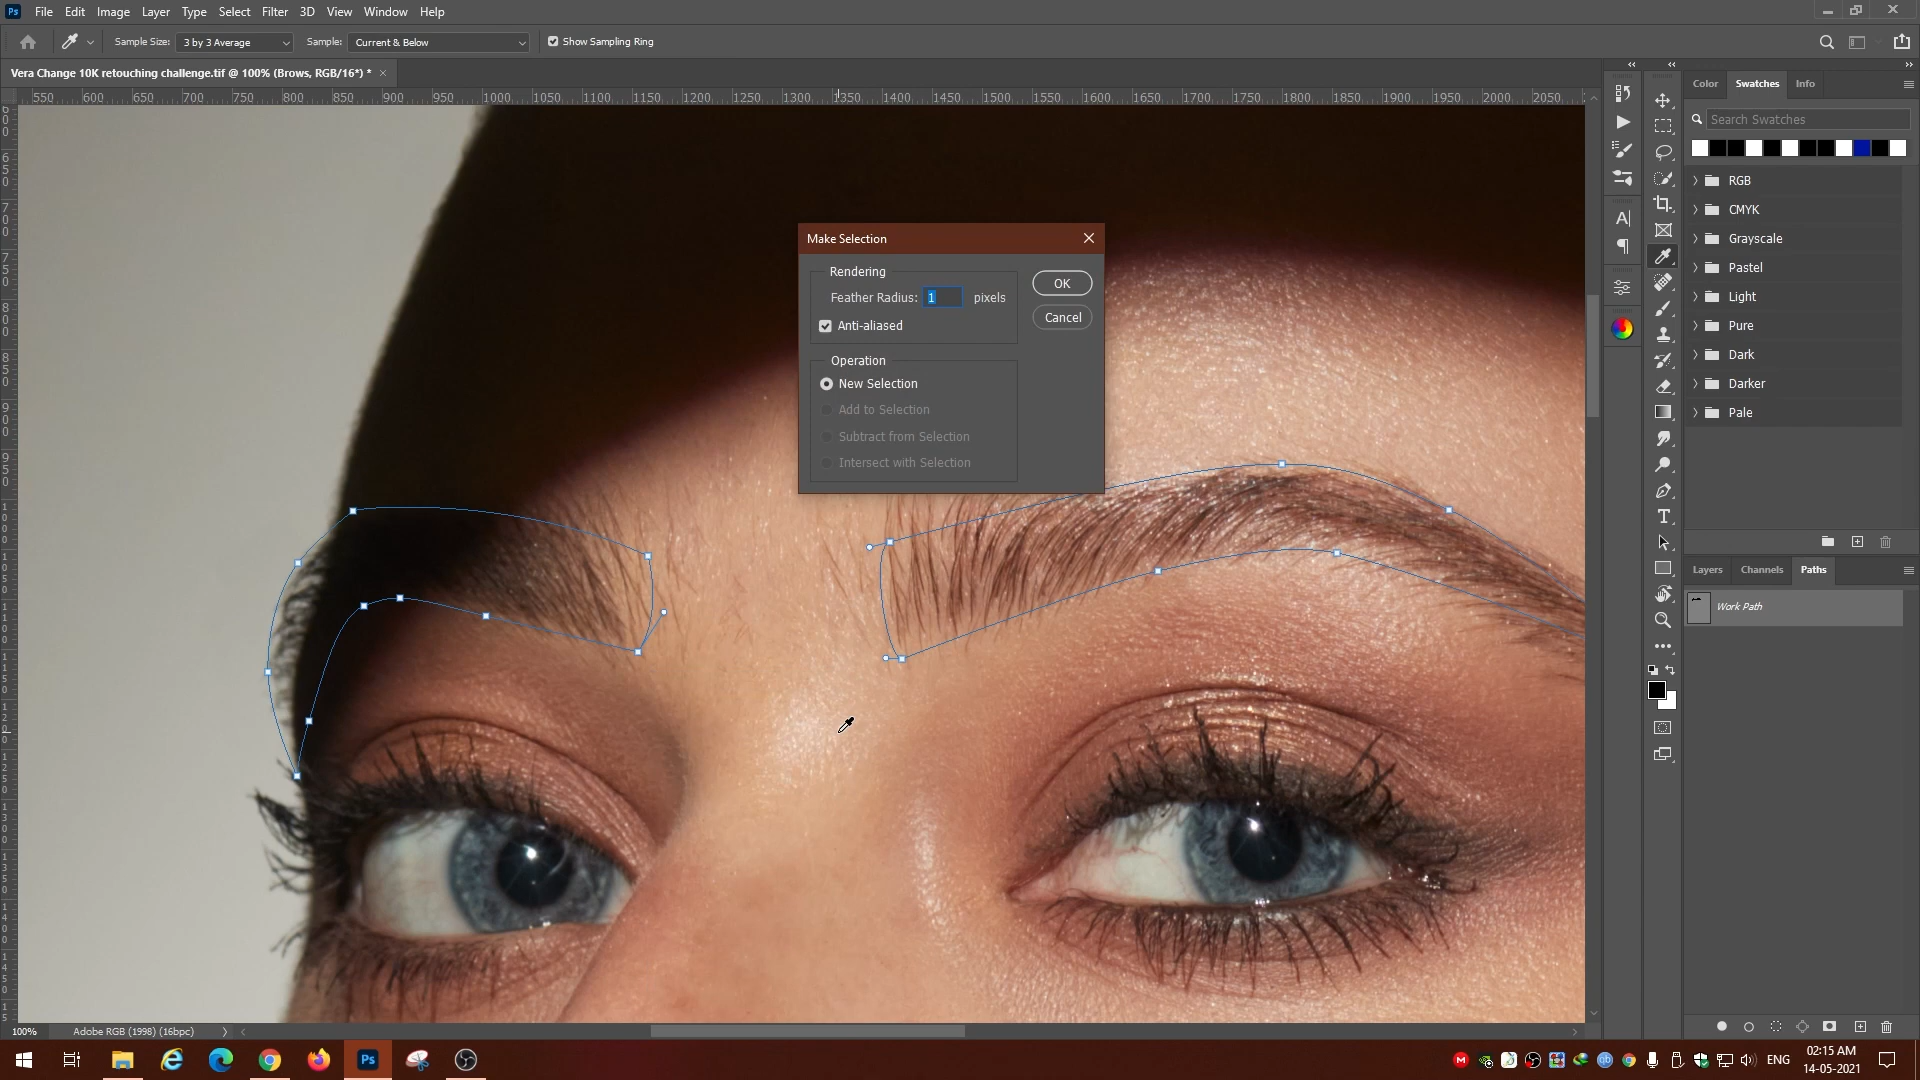 Ps File Edit Image Layer Type Select Filter 3D View Window Help
Sample Size: 3 by 3 Average Sample: Current & Below Show Sampling Ring
Vera Change 10K retouching challenge.tif @ 100% (Brows, RGB/16*) * ×
550 600 650 700 750 800 850 900 950 1000 1050 1100 1150 1200 1250 1300 1350 1400 1450 1500 1550 1600 1650 1700 1750 1800 1850 1900 1950 2000 2050
Make Selection
Rendering
Feather Radius: 1 pixels
Anti-aliased
OK
Cancel
Operation
New Selection
Add to Selection
Subtract from Selection
Intersect with Selection
Color Swatches Info
Search Swatches
RGB
CMYK
Grayscale
Pastel
Light
Pure
Dark
Darker
Pale
Layers Channels Paths
Work Path
100% Adobe RGB (1998) (16bpc)
Ps
ENG
02:15 AM
14-05-2021